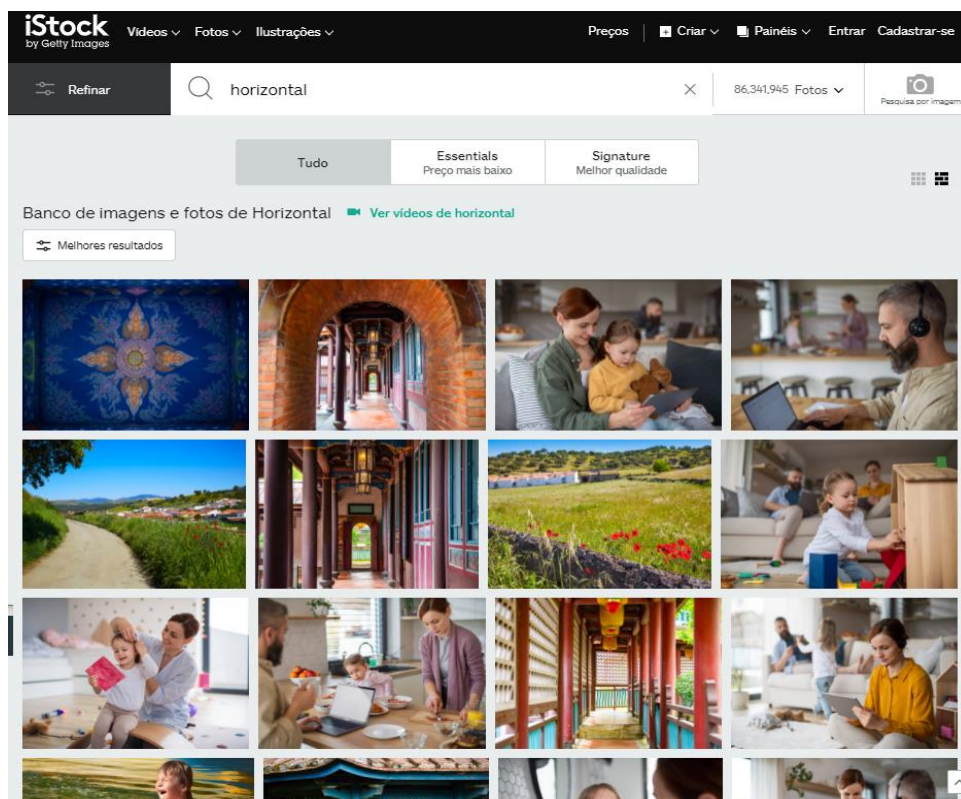 iStock
by Getty Images
Vídeos Fotos Ilustrações Preços Criar Painéis Entrar Cadastrar-se
Refinar horizontal 86,341,945 Fotos Pesquisa por imagem
Tudo
Essentials
Preço mais baixo
Signature
Melhor qualidade
Banco de imagens e fotos de Horizontal Ver vídeos de horizontal
Melhores resultados